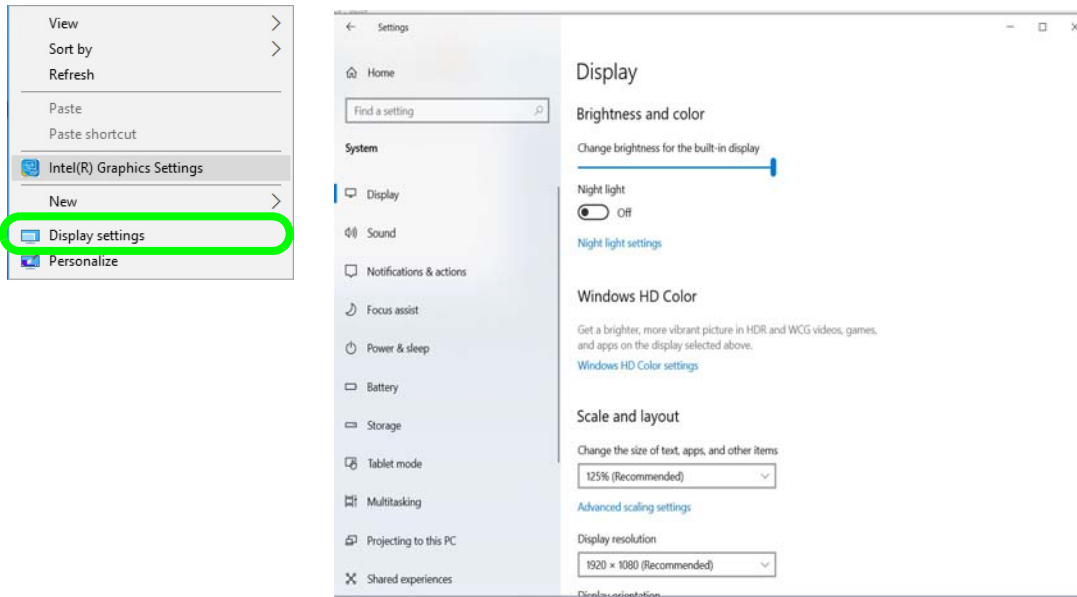 View
Sort by
Refresh
Paste
Paste shortcut
Intel(R) Graphics Settings
New
Display settings
Personalize
Settings
Home
Find a setting
System
Display
Sound
Notifications & actions
Focus assist
Power & sleep
Battery
Storage
Tablet mode
Multitasking
Projecting to this PC
Shared experiences
Display
Brightness and color
Change brightness for the built-in display
Night light
Off
Night light settings
Windows HD Color
Get a brighter, more vibrant picture in HDR and WCG videos, games,
and apps on the display selected above.
Windows HD Color settings
Scale and layout
Change the size of text, apps, and other items
125% (Recommended)
Advanced scaling settings
Display resolution
1920 × 1080 (Recommended)
Display orientation